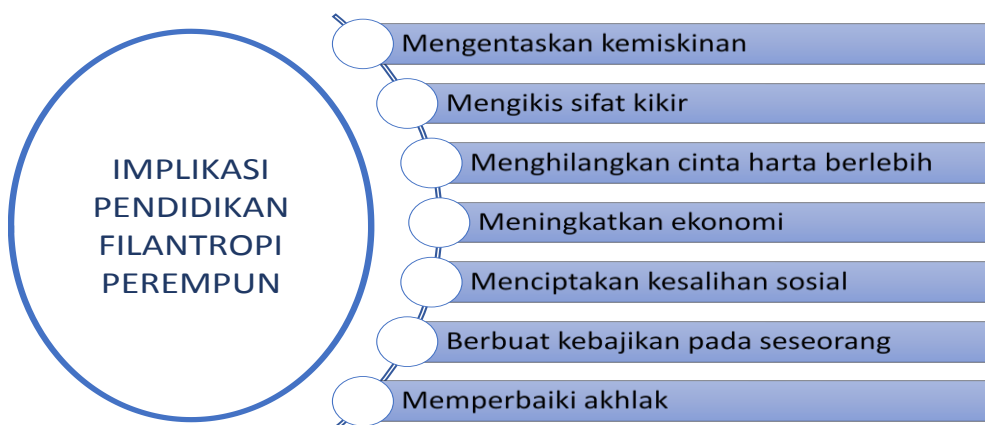 IMPLIKASI
PENDIDIKAN
FILANTROPI
PEREMPUN
Mengentaskan kemiskinan
Mengikis sifat kikir
Menghilangkan cinta harta berlebih
Meningkatkan ekonomi
Menciptakan kesalihan sosial
Berbuat kebajikan pada seseorang
Memperbaiki akhlak